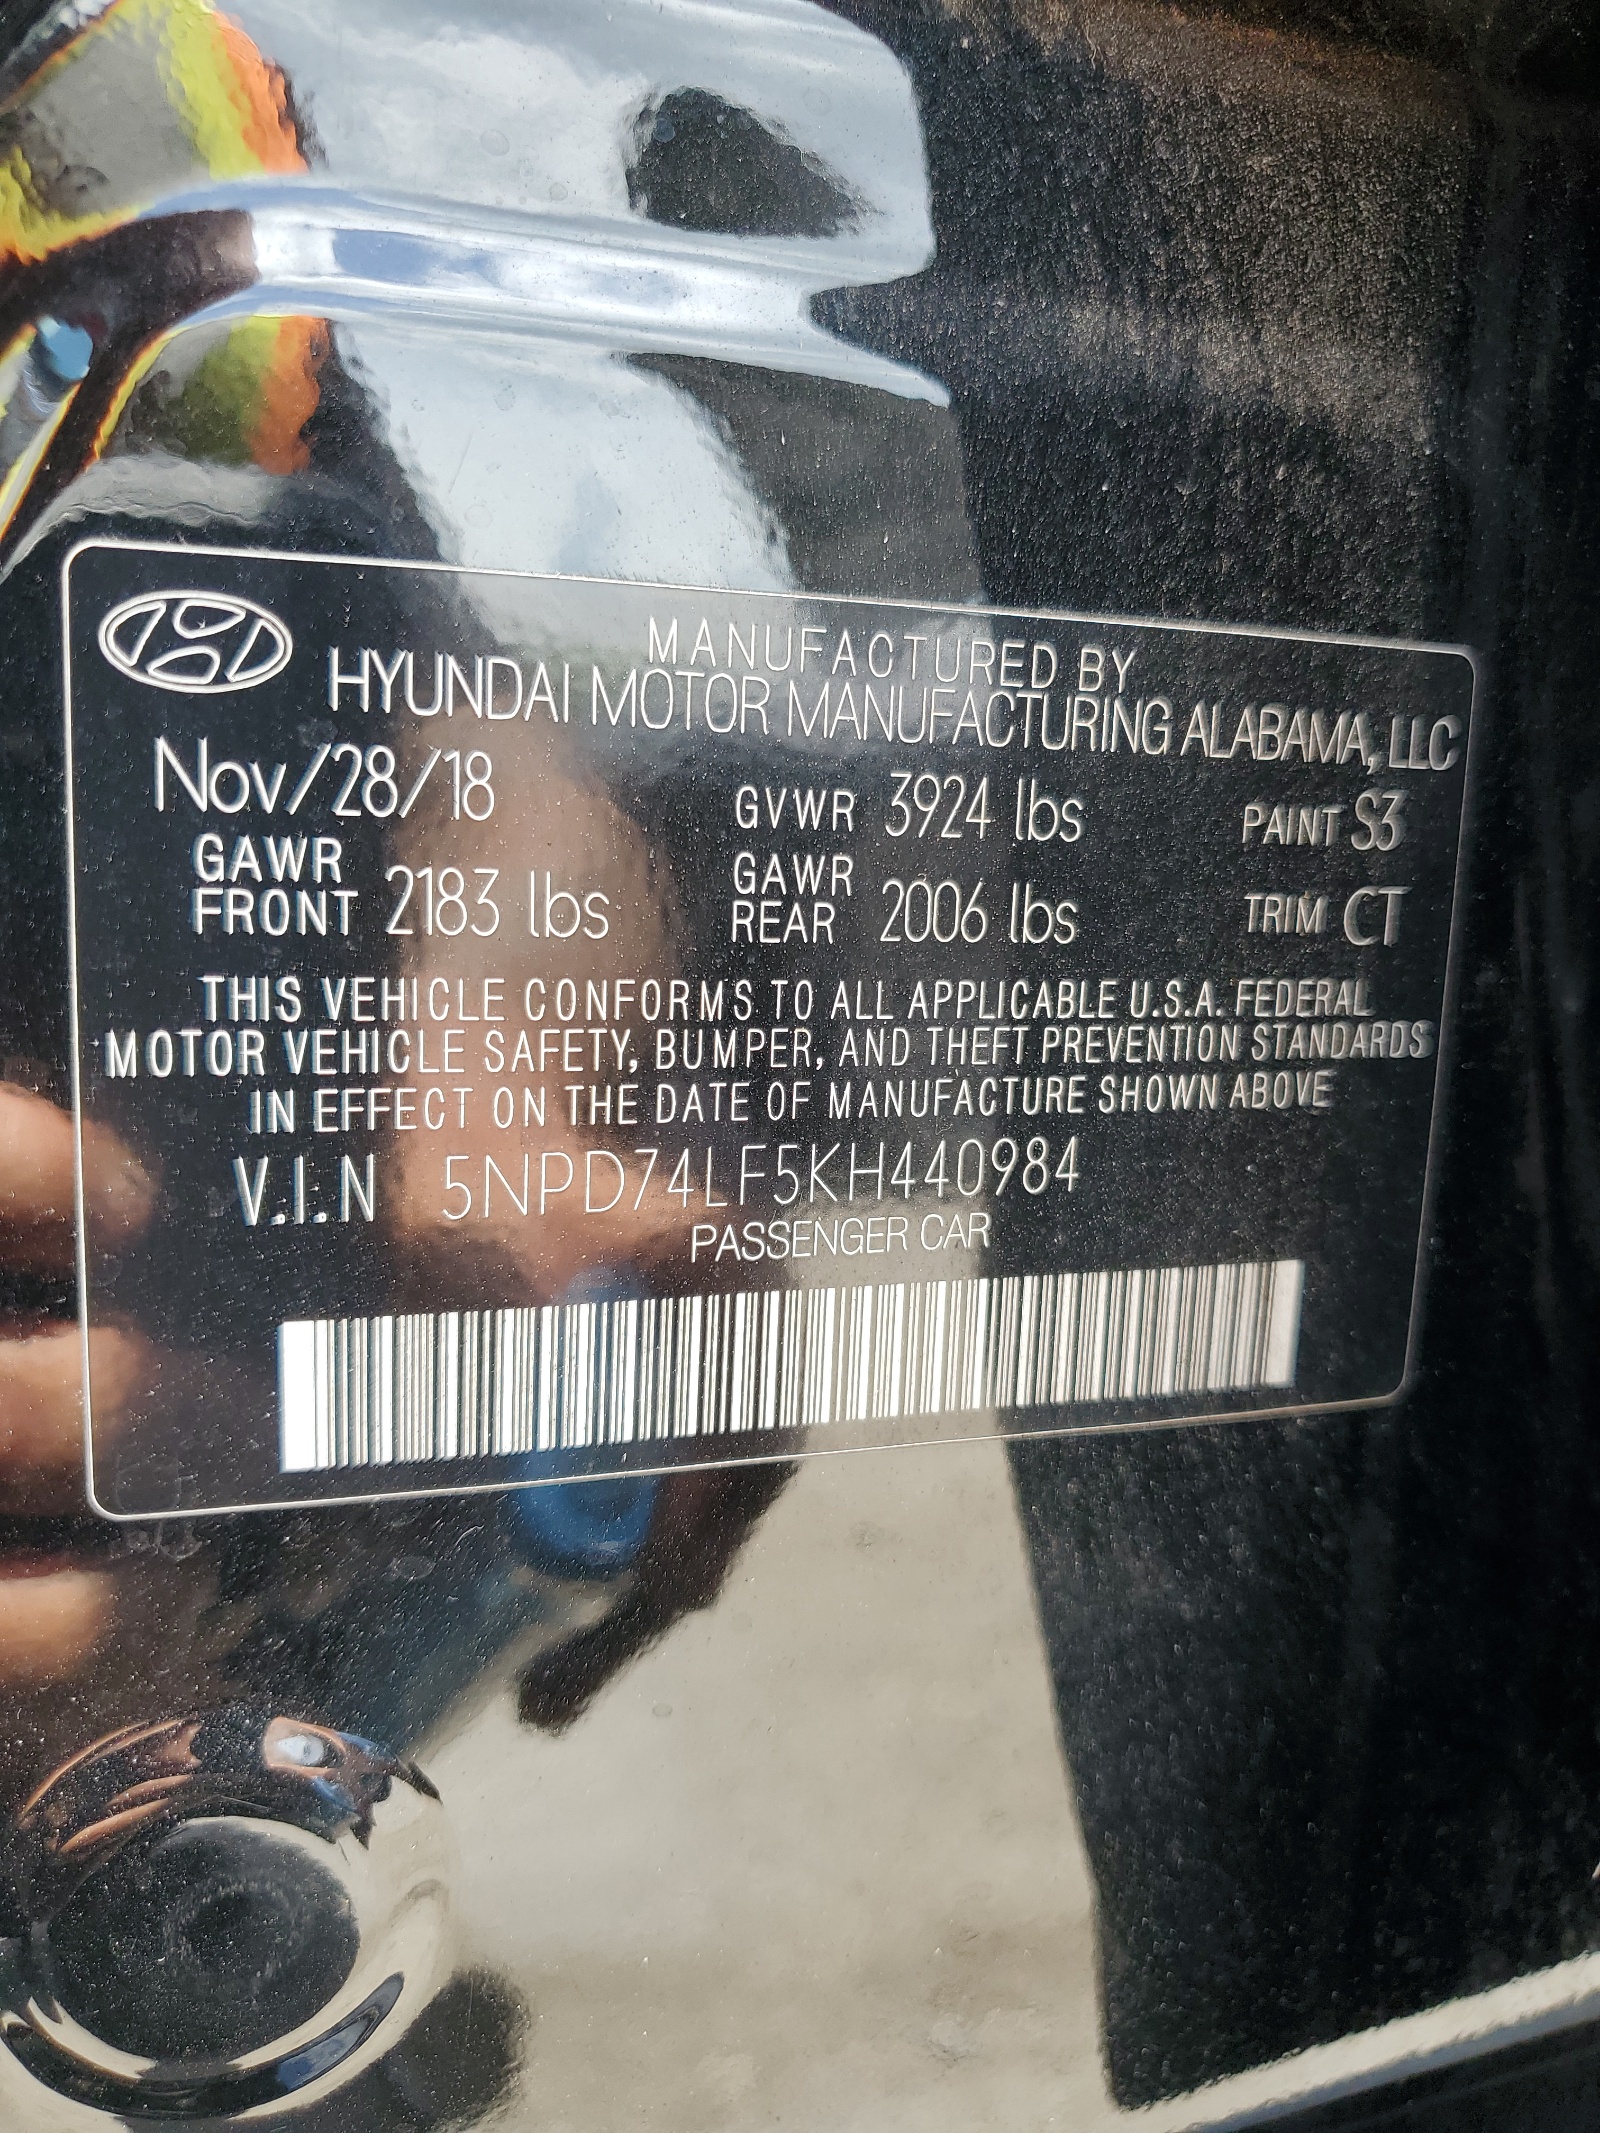 MANUFACTURED BY
HYUNDAI MOTOR MANUFACTURING ALABAMA, LLC
Nov/28/18 GVWR 3924 lbs PAINT S3
GAWR FRONT 2183 lbs GAWR REAR 2006 lbs TRIM CT
THIS VEHICLE CONFORMS TO ALL APPLICABLE U.S.A. FEDERAL
MOTOR VEHICLE SAFETY, BUMPER, AND THEFT PREVENTION STANDARDS
IN EFFECT ON THE DATE OF MANUFACTURE SHOWN ABOVE
V.I.N 5NPD74LF5KH440984
PASSENGER CAR